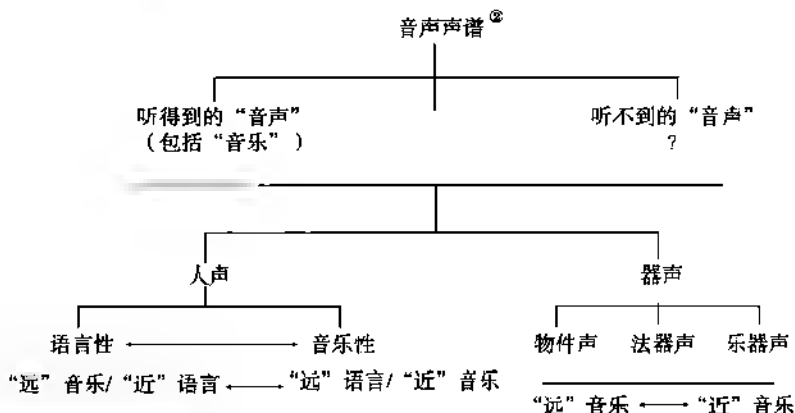 音声声谱②
听得到的“音声” 听不到的“音声”
（包括“音乐”） ？
人声 器声
语言性 音乐性 物件声 法器声 乐器声
“远”音乐/“近”语言 “远”语言/“近”音乐
“远”音乐 “近”音乐